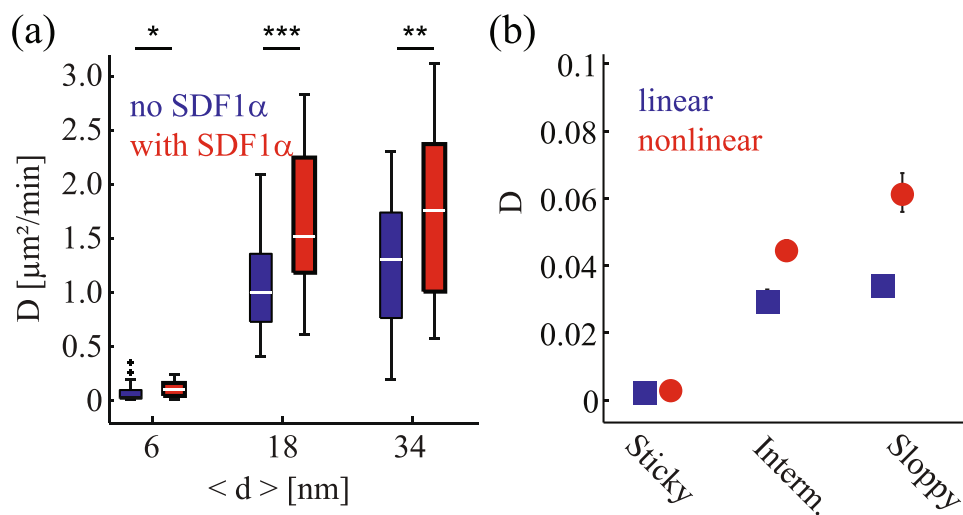 (a)
* *** **
3.0
2.5
2.0
1.5
1.0
0.5
0
D [μm²/min]
no SDF1α
with SDF1α
6 18 34
< d > [nm]
(b)
0.1
0.08
0.06
0.04
0.02
0
D
linear
nonlinear
Sticky
Interm.
Sloppy